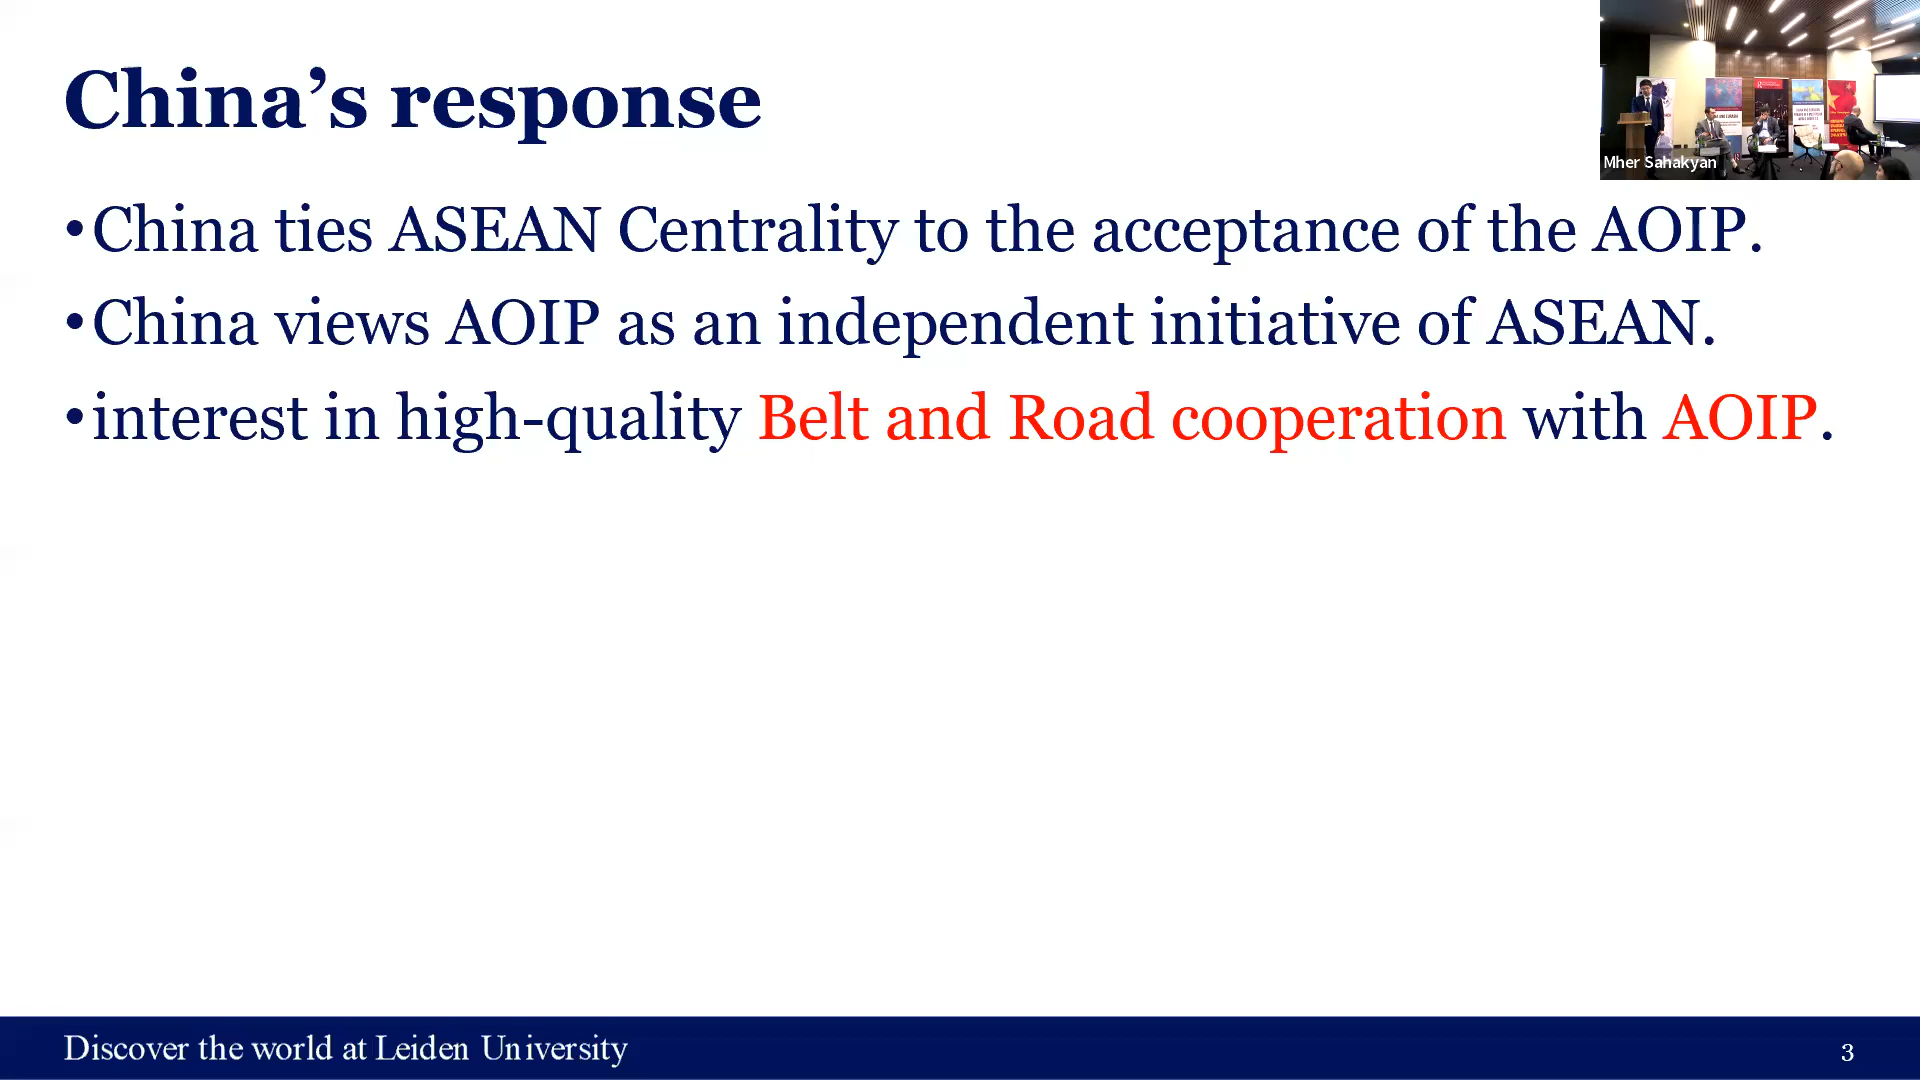 China's response
•China ties ASEAN Centrality to the acceptance of the AOIP.
•China views AOIP as an independent initiative of ASEAN.
•interest in high-quality Belt and Road cooperation with AOIP.
Mher Sahakyan
Discover the world at Leiden University
3